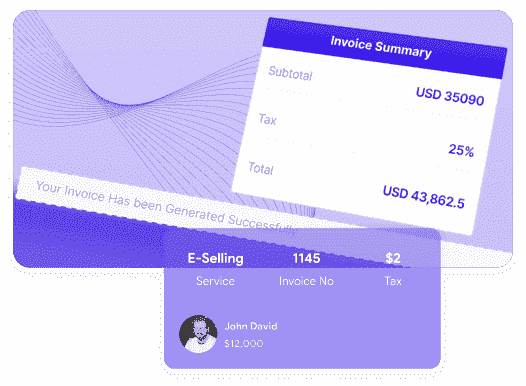 Invoice Summary
Subtotal
USD 35090
Tax
25%
Total
USD 43,862.5
Your Invoice Has been Generated Successfull
E-Selling 1145 $2
Service Invoice No Tax
John David
$12,000